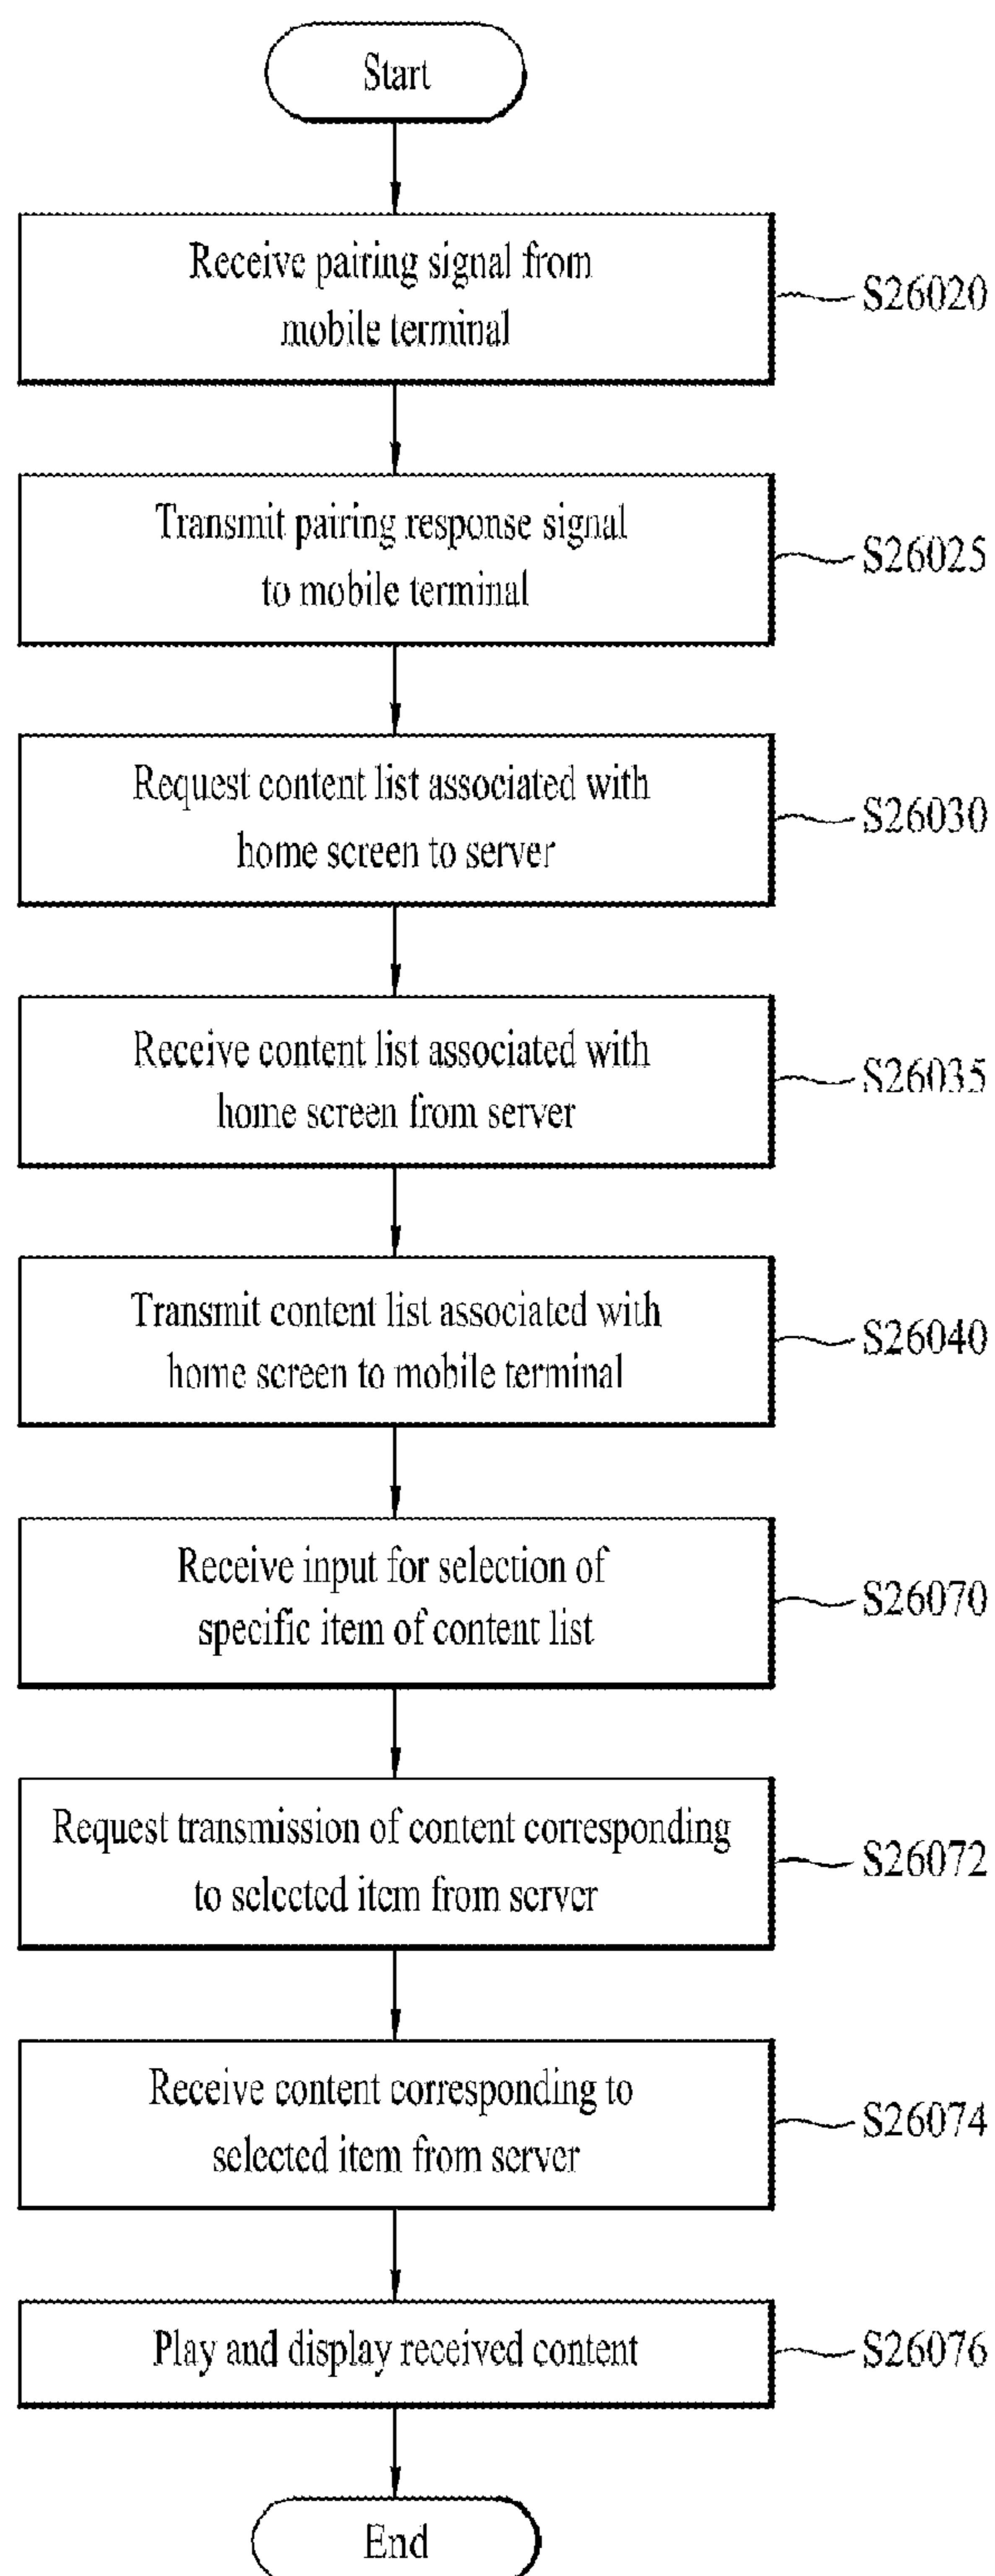 Start
Receive pairing signal from
mobile terminal
S26020
Transmit pairing response signal
to mobile terminal
S26025
Request content list associated with
home screen to server
S26030
Receive content list associated with
home screen from server
S26035
Transmit content list associated with
home screen to mobile terminal
S26040
Receive input for selection of
specific item of content list
S26070
Request transmission of content corresponding
to selected item from server
S26072
Receive content corresponding to
selected item from server
S26074
Play and display received content
S26076
End